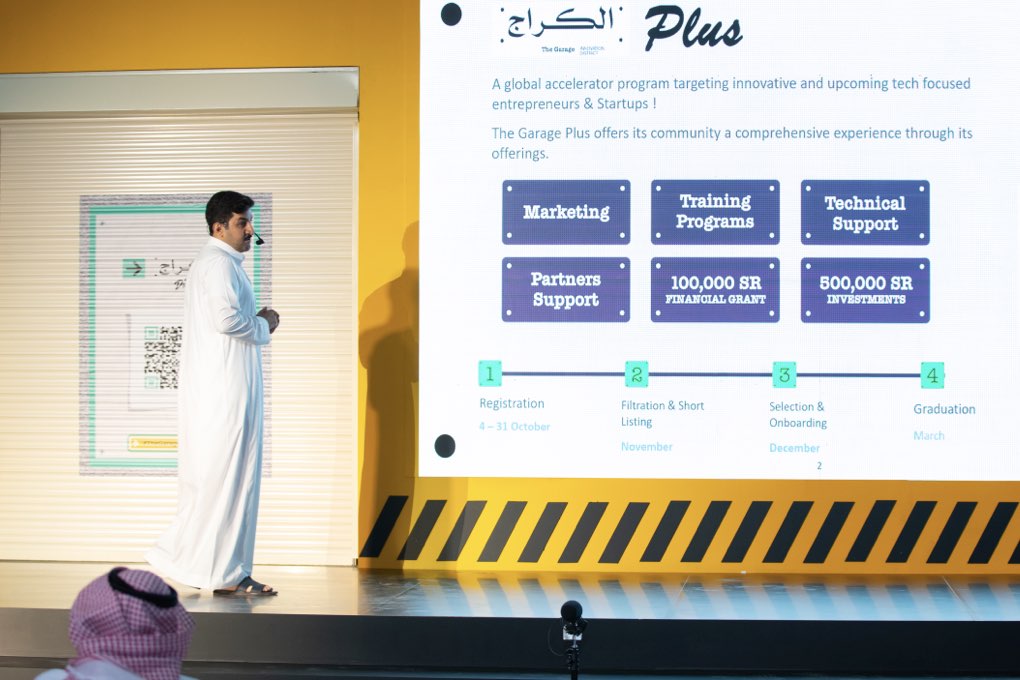 الكراج
Plus
The Garage
INNOVATION
DISTRICT
A global accelerator program targeting innovative and upcoming tech focused
entrepreneurs & Startups !
The Garage Plus offers its community a comprehensive experience through its
offerings.
Marketing
Training
Programs
Technical
Support
Partners
Support
100,000 SR
FINANCIAL GRANT
500,000 SR
INVESTMENTS
1
2
3
4
Registration
4 – 31 October
Filtration & Short
Listing
November
Selection &
Onboarding
December
Graduation
March
2